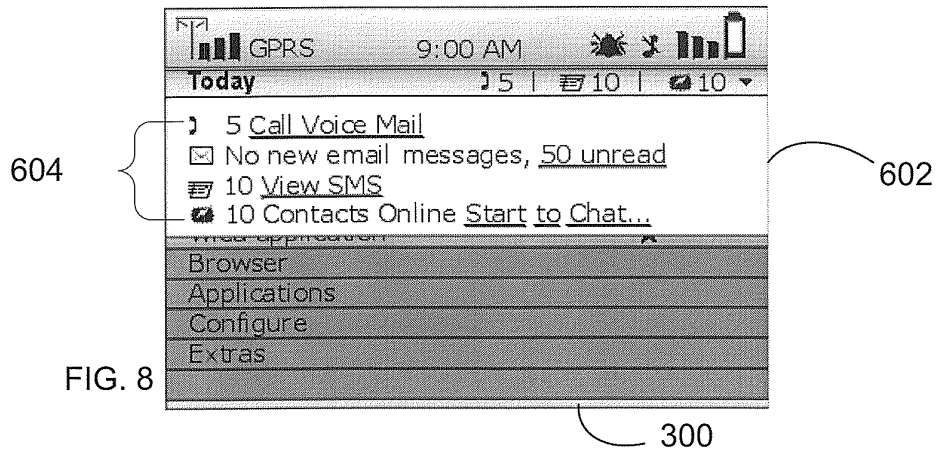 GPRS 9:00 AM
Today 5 | 10 | 10
5 Call Voice Mail
No new email messages, 50 unread
10 View SMS
10 Contacts Online Start to Chat...
604
602
Browser
Applications
Configure
Extras
FIG. 8
300